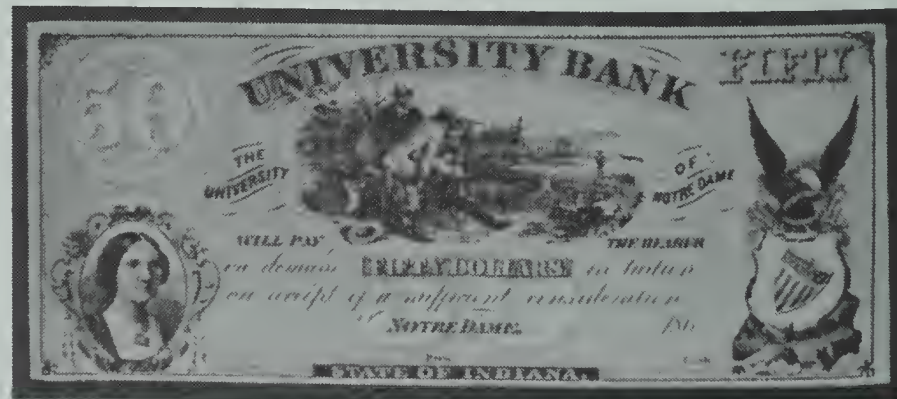 50
UNIVERSITY BANK
FIFTY
THE
UNIVERSITY
OF
NOTRE DAME
WILL PAY
THE BEARER
on demand FIFTY DOLLARS in tuition
on receipt of a sufficient consideration
NOTRE DAME,
STATE OF INDIANA.